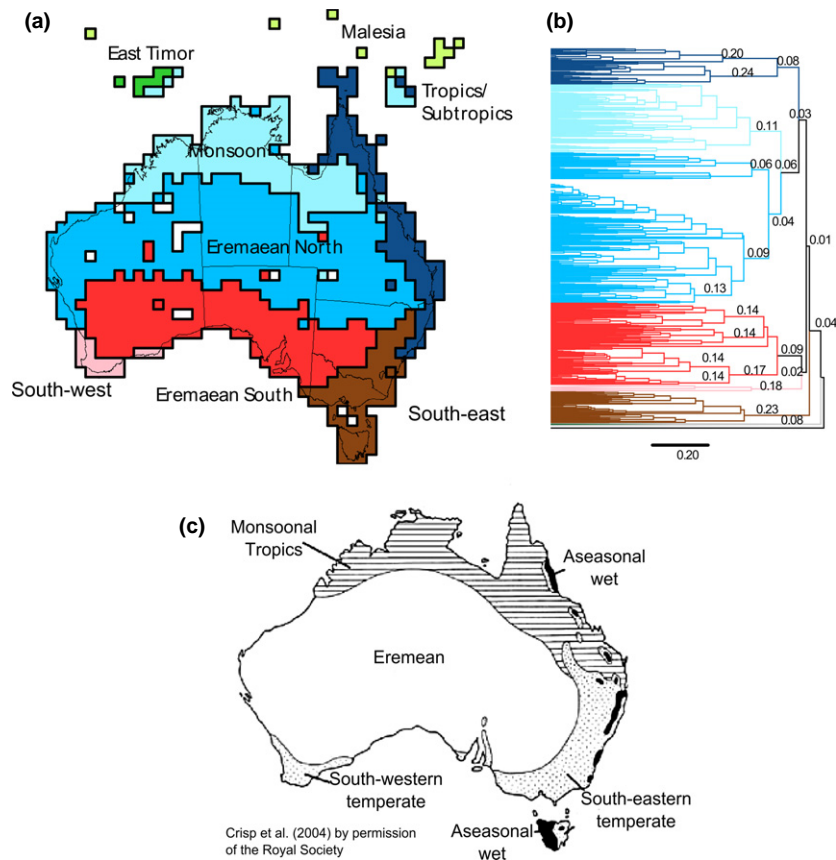 (a)
East Timor
Malesia
Tropics/
Subtropics
Monsoon
Eremaean North
South-west
Eremaean South
South-east
(b)
0.20
0.08
0.24
0.03
0.11
0.06
0.06
0.04
0.09
0.01
0.13
0.14
0.04
0.14
0.14
0.09
0.17
0.02
0.14
0.18
0.23
0.08
0.20
(c)
Monsoonal
Tropics
Aseasonal
wet
Eremean
South-western
temperate
South-eastern
temperate
Aseasonal
wet
Crisp et al. (2004) by permission
of the Royal Society